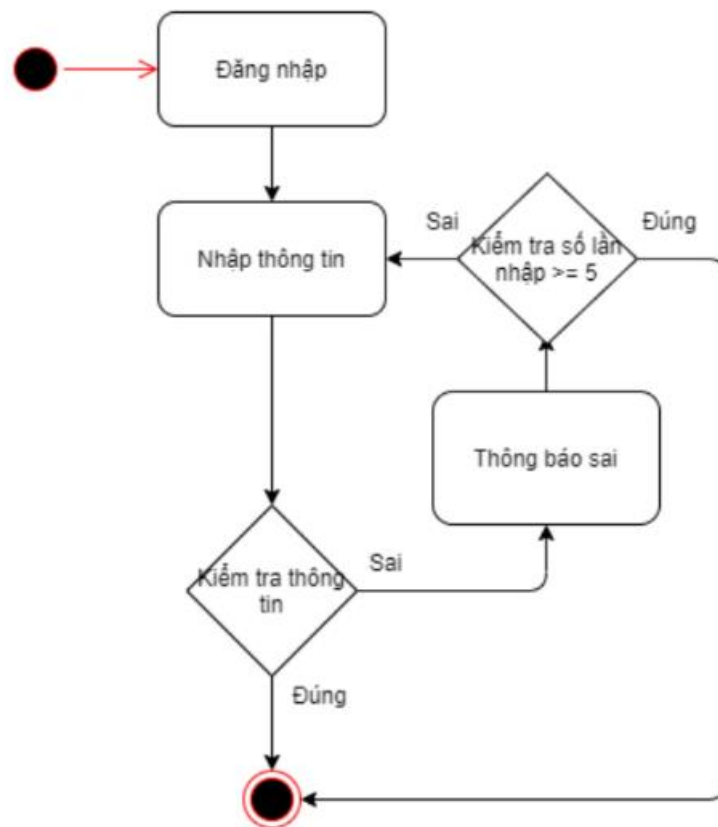 Đăng nhập
Nhập thông tin
Sai
Kiểm tra số lần
nhập >= 5
Đúng
Thông báo sai
Kiểm tra thông
tin
Sai
Đúng